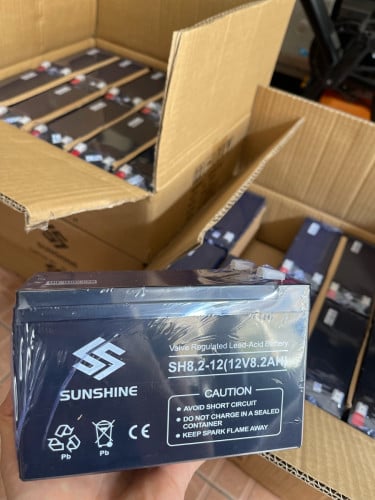 Valve Regulated Lead-Acid Battery
SH8.2-12(12V8.2AH)
SUNSHINE
CAUTION
• AVOID SHORT CIRCUIT
• DO NOT CHARGE IN A SEALED
CONTAINER
• KEEP SPARK FLAME AWAY
Pb
Pb
CE